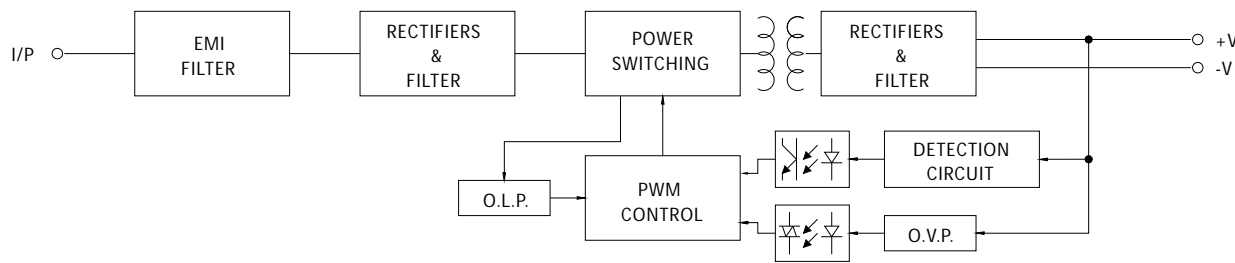 I/P
EMI
FILTER
RECTIFIERS
&
FILTER
POWER
SWITCHING
RECTIFIERS
&
FILTER
+V
-V
O.L.P.
PWM
CONTROL
DETECTION
CIRCUIT
O.V.P.